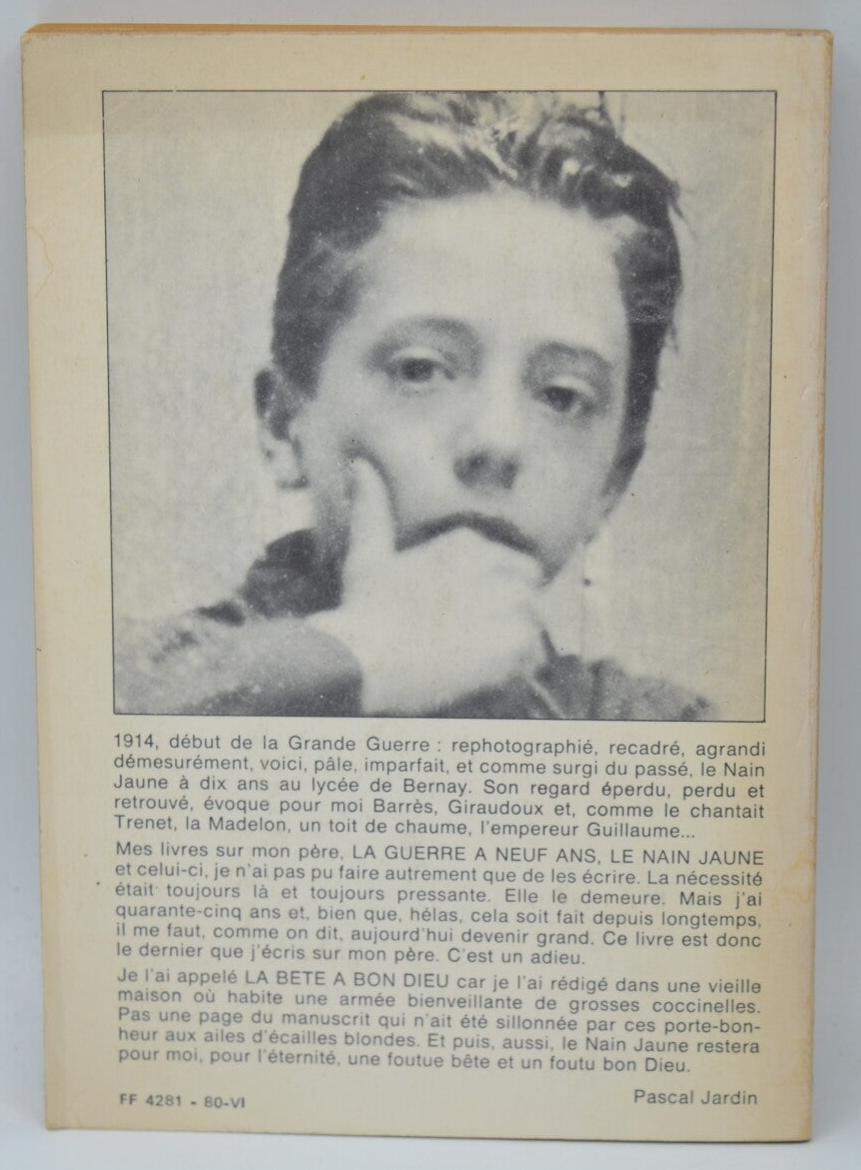 1914, début de la Grande Guerre : rephotographié, recadré, agrandi
démesurément, voici, pâle, imparfait, et comme surgi du passé, le Nain
Jaune à dix ans au lycée de Bernay. Son regard éperdu, perdu et
retrouvé, évoque pour moi Barrès, Giraudoux et, comme le chantait
Trenet, la Madelon, un toit de chaume, l'empereur Guillaume...
Mes livres sur mon père, LA GUERRE A NEUF ANS, LE NAIN JAUNE
et celui-ci, je n'ai pas pu faire autrement que de les écrire. La nécessité
était toujours là et toujours pressante. Elle le demeure. Mais j'ai
quarante-cinq ans et, bien que, hélas, cela soit fait depuis longtemps,
il me faut, comme on dit, aujourd'hui devenir grand. Ce livre est donc
le dernier que j'écris sur mon père. C'est un adieu.
Je l'ai appelé LA BETE A BON DIEU car je l'ai rédigé dans une vieille
maison où habite une armée bienveillante de grosses coccinelles.
Pas une page du manuscrit qui n'ait été sillonnée par ces porte-bon-
heur aux ailes d'écailles blondes. Et puis, aussi, le Nain Jaune restera
pour moi, pour l'éternité, une foutue bête et un foutu bon Dieu.
FF 4281 - 80-VI
Pascal Jardin